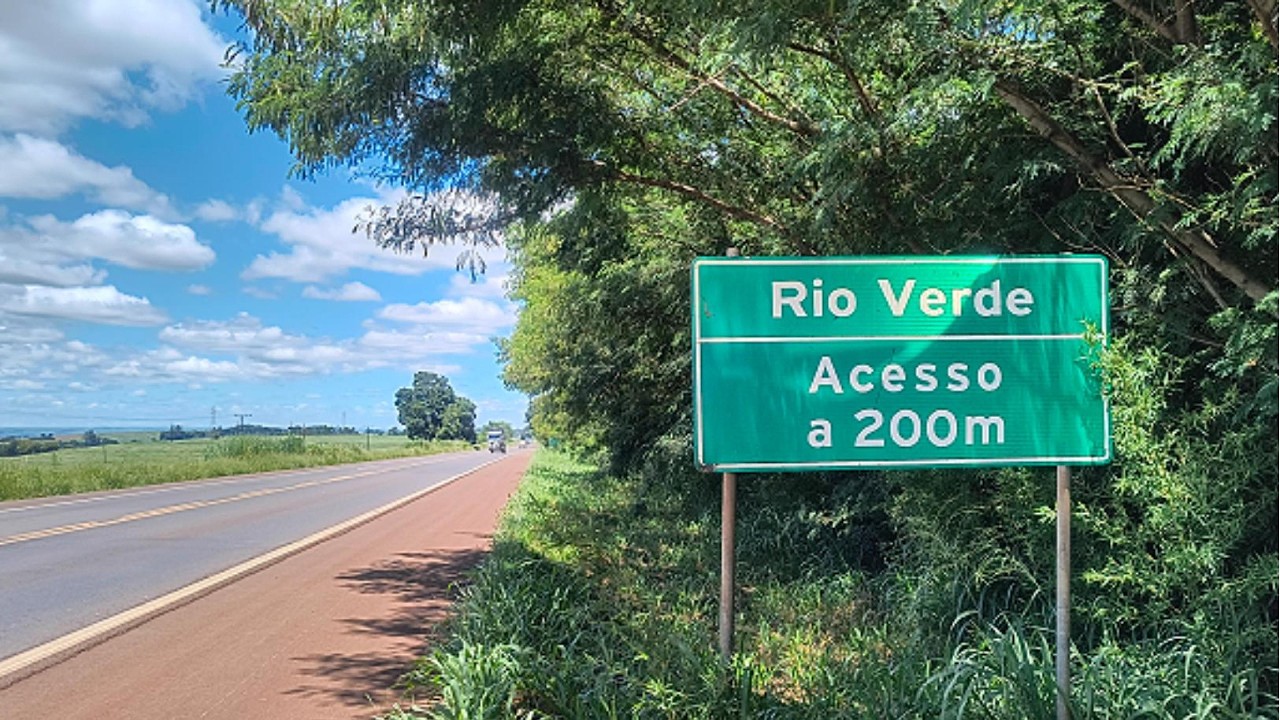 Rio Verde
Acesso
a 200m